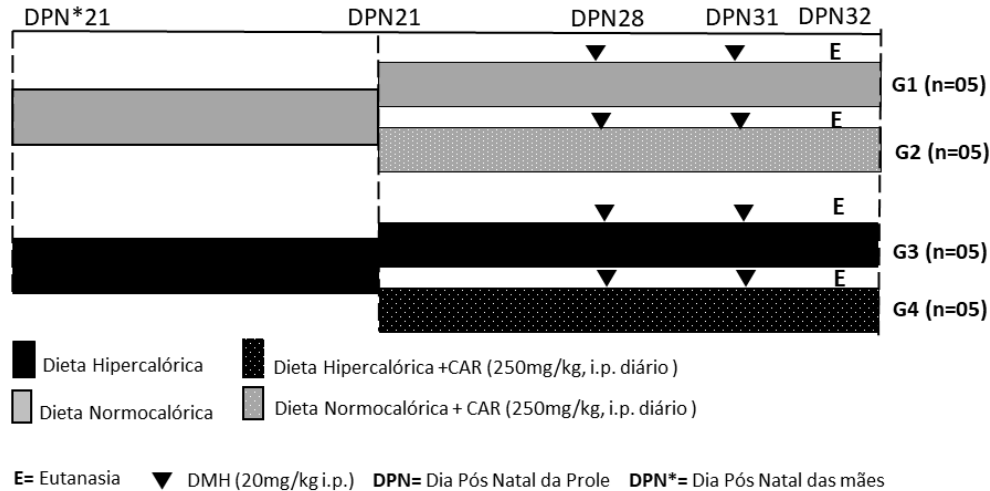 DPN*21 DPN21 DPN28 DPN31 DPN32
E
G1 (n=05)
E
G2 (n=05)
E
G3 (n=05)
E
G4 (n=05)
Dieta Hipercalórica
Dieta Hipercalórica +CAR (250mg/kg, i.p. diário )
Dieta Normocalórica
Dieta Normocalórica + CAR (250mg/kg, i.p. diário )
E= Eutanasia ▼ DMH (20mg/kg i.p.) DPN= Dia Pós Natal da Prole DPN*= Dia Pós Natal das mães